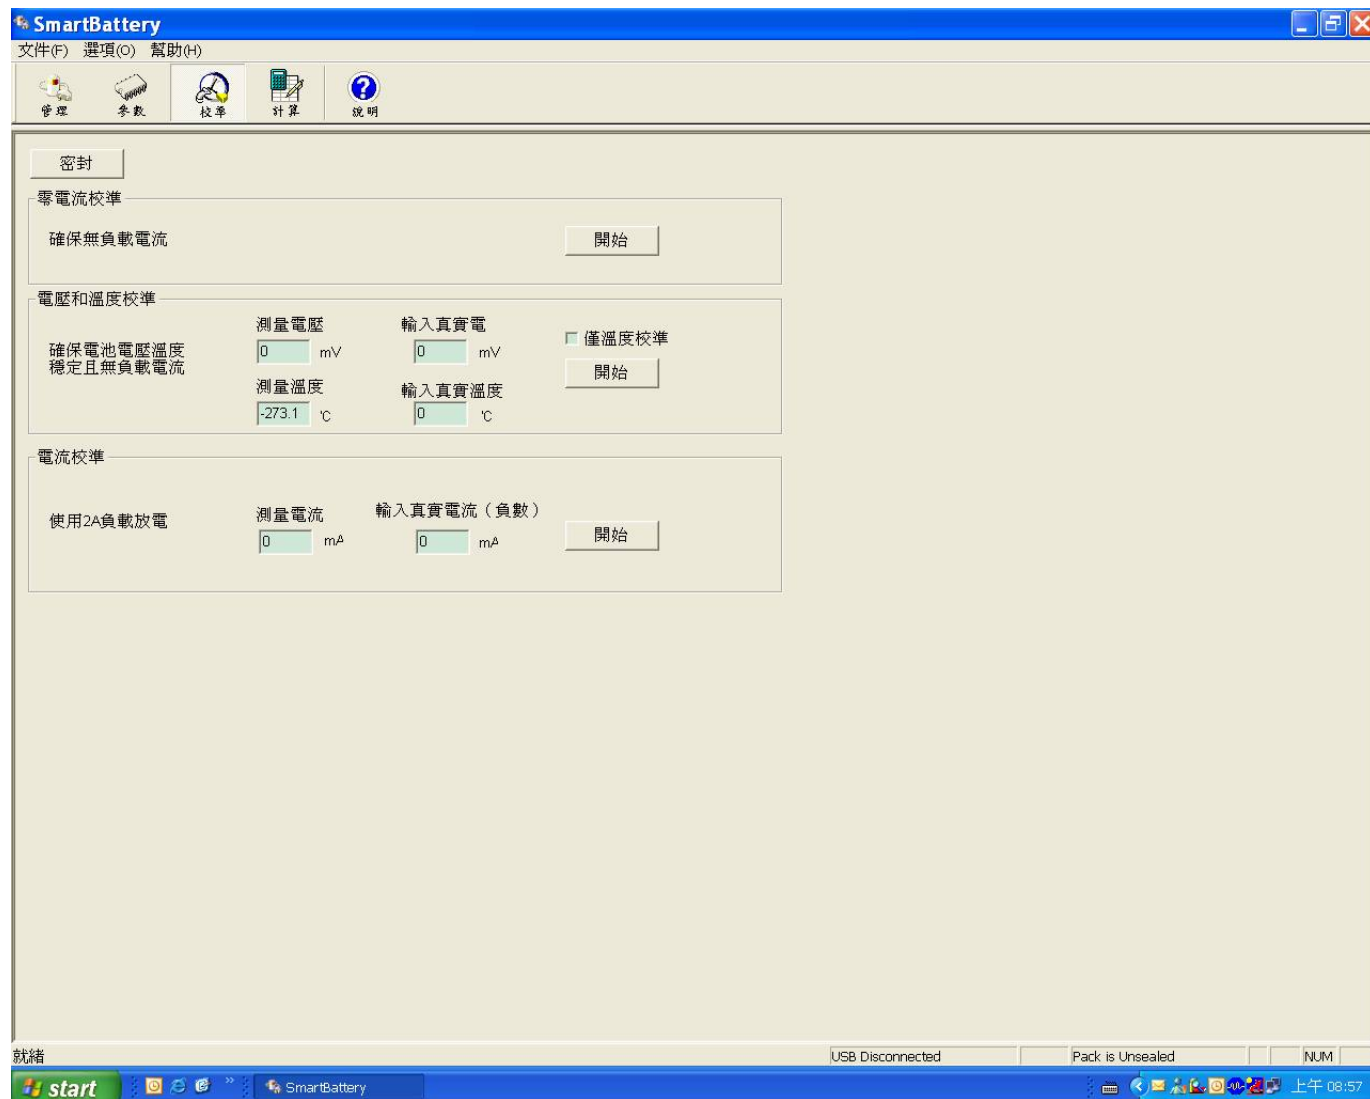 SmartBattery
文件(F) 選項(O) 幫助(H)
管理 參數 校準 計算 說明
密封
零電流校準
確保無負載電流
開始
電壓和溫度校準
確保電池電壓溫度
穩定且無負載電流
測量電壓 輸入真實電
0 mV 0 mV
僅溫度校準
開始
測量溫度 輸入真實溫度
-273.1 'C 0 'C
電流校準
使用2A負載放電
測量電流 輸入真實電流（負數）
0 mA 0 mA
開始
就緒 USB Disconnected Pack is Unsealed NUM
start SmartBattery 上午 08:57